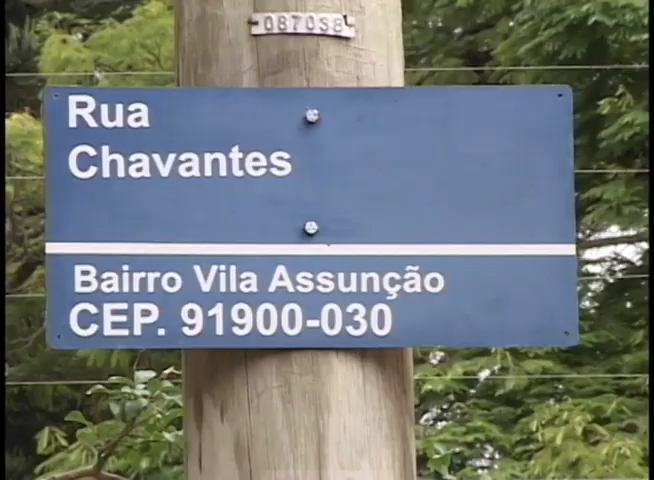 087038
Rua
Chavantes
Bairro Vila Assunção
CEP. 91900-030